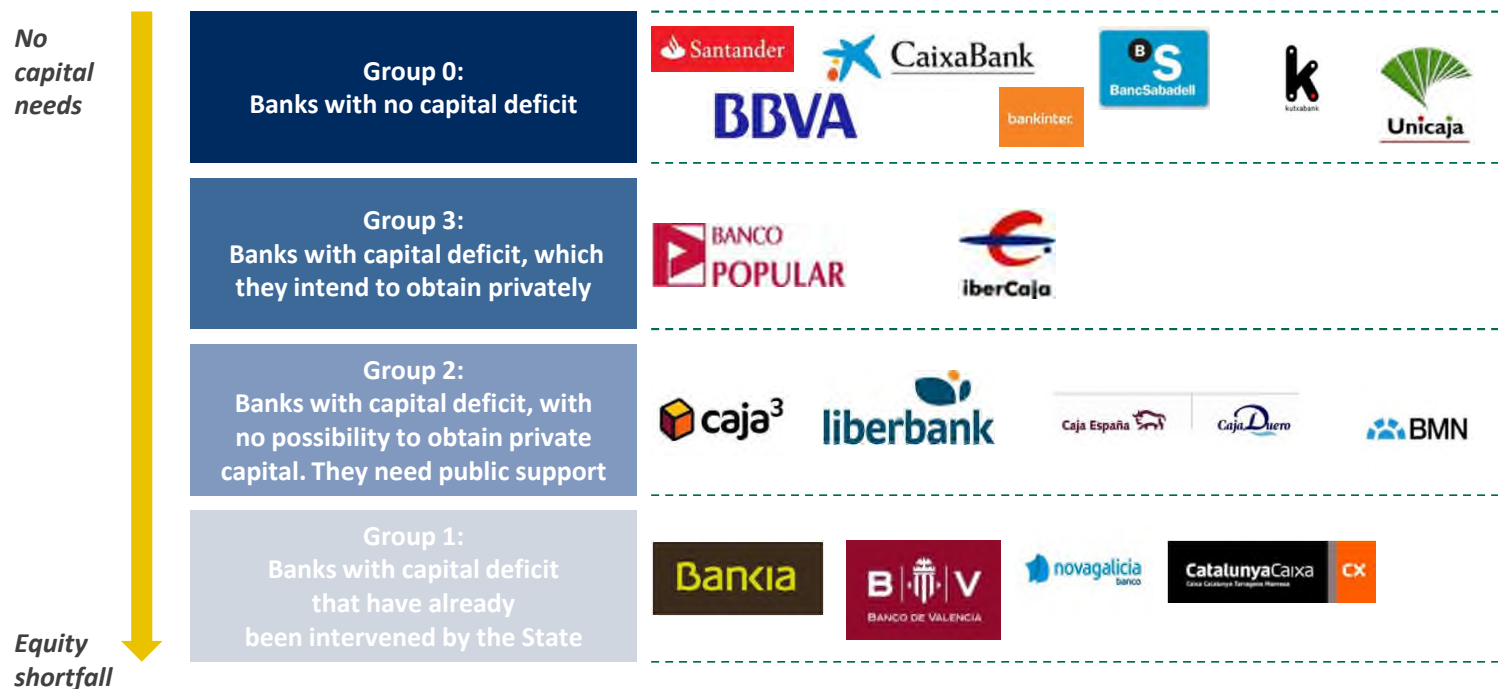 No
capital
needs
Group 0:
Banks with no capital deficit
Santander
CaixaBank
B
S
BancSabadell
k
kutxabank
Unicaja
BBVA
bankinter.
Group 3:
Banks with capital deficit, which
they intend to obtain privately
BANCO
POPULAR
iberCaja
Group 2:
Banks with capital deficit, with
no possibility to obtain private
capital. They need public support
caja3
liberbank
Caja España
CajaDuero
BMN
Group 1:
Banks with capital deficit
that have already
been intervened by the State
Bankia
B V
BANCO DE VALENCIA
novagalicia
banco
CatalunyaCaixa
Caixa Catalunya Tarragona Manresa
CX
Equity
shortfall